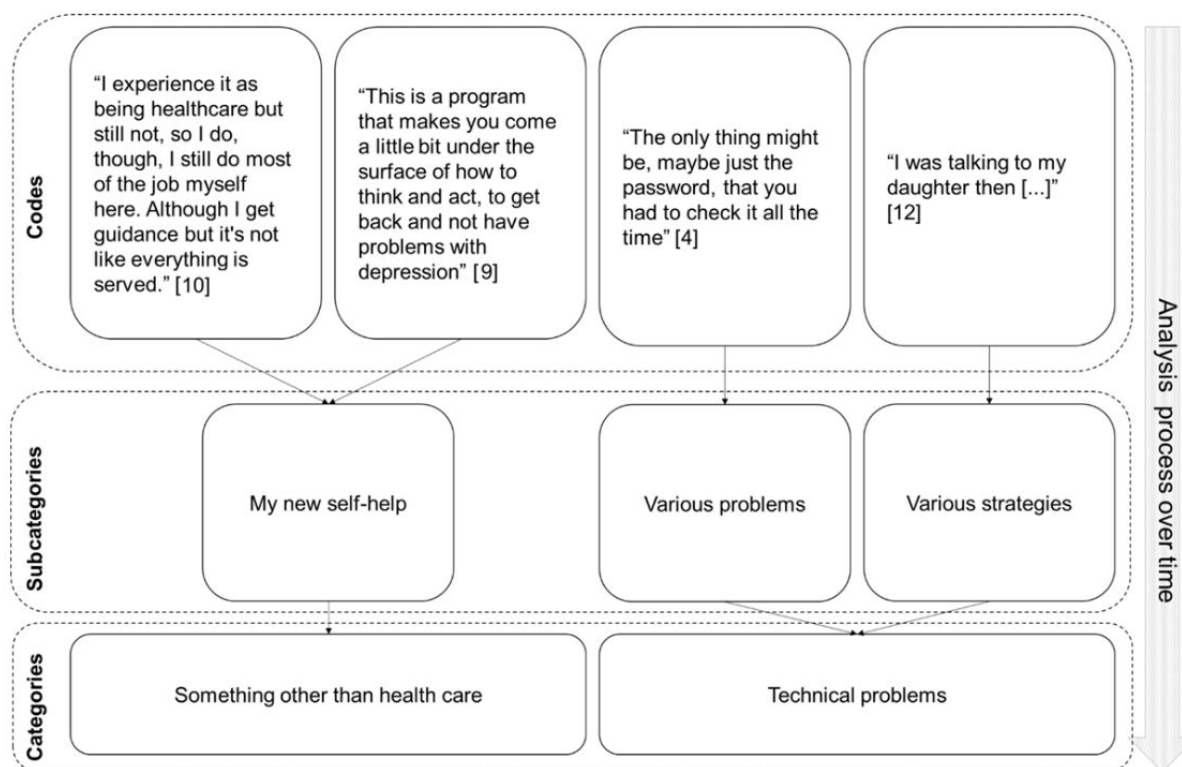 Codes
“I experience it as
being healthcare but
still not, so I do,
though, I still do most
of the job myself
here. Although I get
guidance but it's not
like everything is
served.” [10]
“This is a program
that makes you come
a little bit under the
surface of how to
think and act, to get
back and not have
problems with
depression” [9]
“The only thing might
be, maybe just the
password, that you
had to check it all the
time” [4]
“I was talking to my
daughter then [...]”
[12]
Subcategories
My new self-help
Various problems
Various strategies
Categories
Something other than health care
Technical problems
Analysis process over time